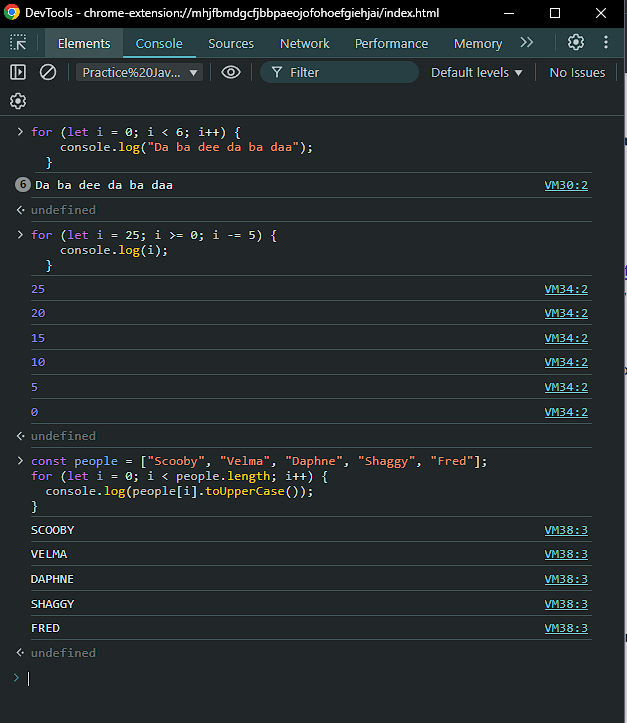 DevTools - chrome-extension://mhjfbmdgcfjbbpaeojofohoefgiehjai/index.html
Elements Console Sources Network Performance Memory
Practice%20Jav... Filter Default levels No Issues
for (let i = 0; i < 6; i++) {
console.log("Da ba dee da ba daa");
}
6 Da ba dee da ba daa VM30:2
undefined
for (let i = 25; i >= 0; i -= 5) {
console.log(i);
}
25 VM34:2
20 VM34:2
15 VM34:2
10 VM34:2
5 VM34:2
0 VM34:2
undefined
const people = ["Scooby", "Velma", "Daphne", "Shaggy", "Fred"];
for (let i = 0; i < people.length; i++) {
console.log(people[i].toUpperCase());
}
SCOOBY VM38:3
VELMA VM38:3
DAPHNE VM38:3
SHAGGY VM38:3
FRED VM38:3
undefined